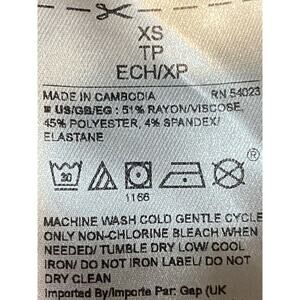 XS
TP
ECH/XP
MADE IN CAMBODIA RN 54023
US/GB/EG : 51% RAYON/VISCOSE,
45% POLYESTER, 4% SPANDEX/
ELASTANE
30
®
1166
MACHINE WASH COLD GENTLE CYCLE
ONLY NON-CHLORINE BLEACH WHEN
NEEDED/ TUMBLE DRY LOW/ COOL
IRON/ DO NOT IRON LABEL/ DO NOT
DRY CLEAN
Imported By/Importe Par: Gap (UK